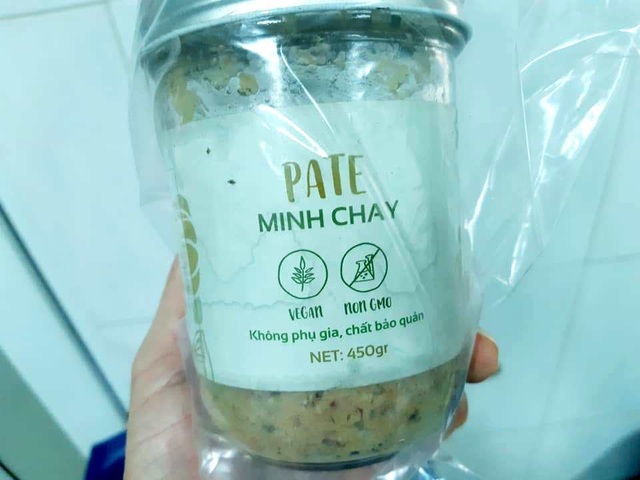 PATE
MINH CHAY
VEGAN NON GMO
Không phụ gia, chất bảo quản
NET: 450gr